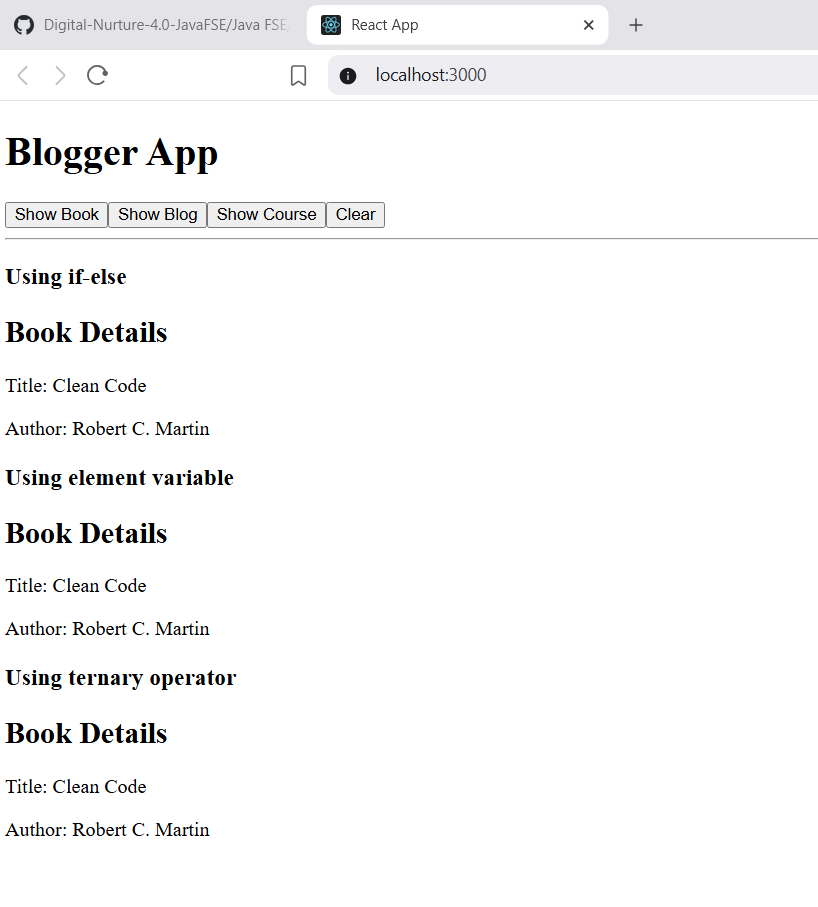 Digital-Nurture-4.0-JavaFSE/Java FSE/
React App
localhost:3000
Blogger App
Show Book Show Blog Show Course Clear
Using if-else
Book Details
Title: Clean Code
Author: Robert C. Martin
Using element variable
Book Details
Title: Clean Code
Author: Robert C. Martin
Using ternary operator
Book Details
Title: Clean Code
Author: Robert C. Martin